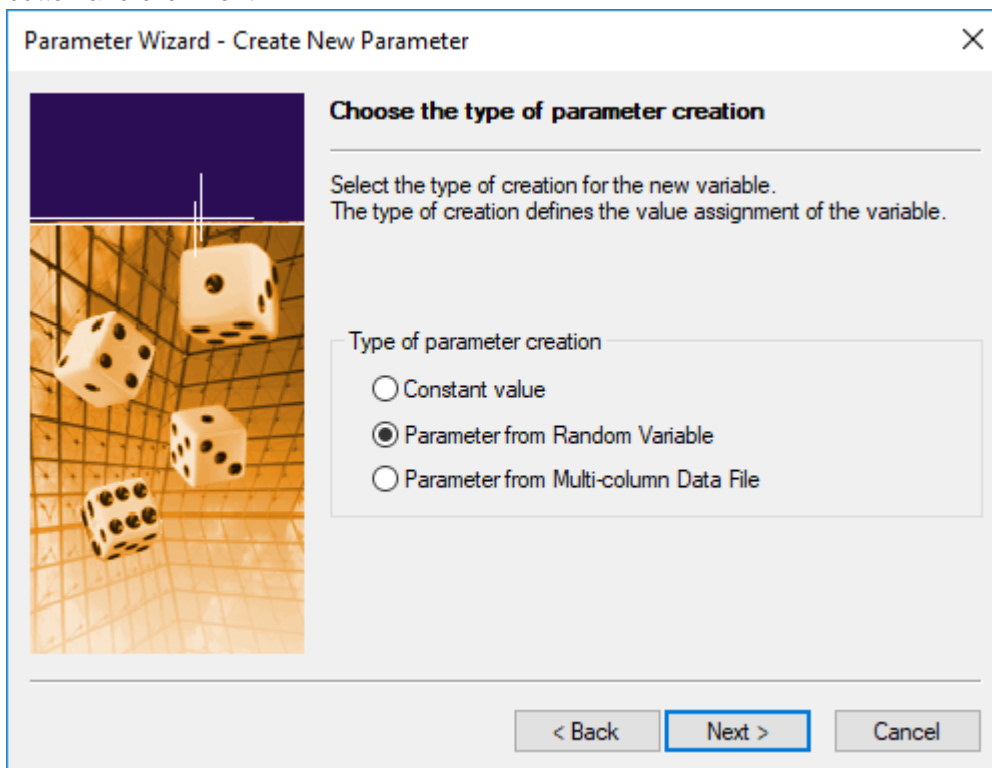 Parameter Wizard - Create New Parameter
Choose the type of parameter creation
Select the type of creation for the new variable.
The type of creation defines the value assignment of the variable.
Type of parameter creation
Constant value
Parameter from Random Variable
Parameter from Multi-column Data File
< Back
Next >
Cancel